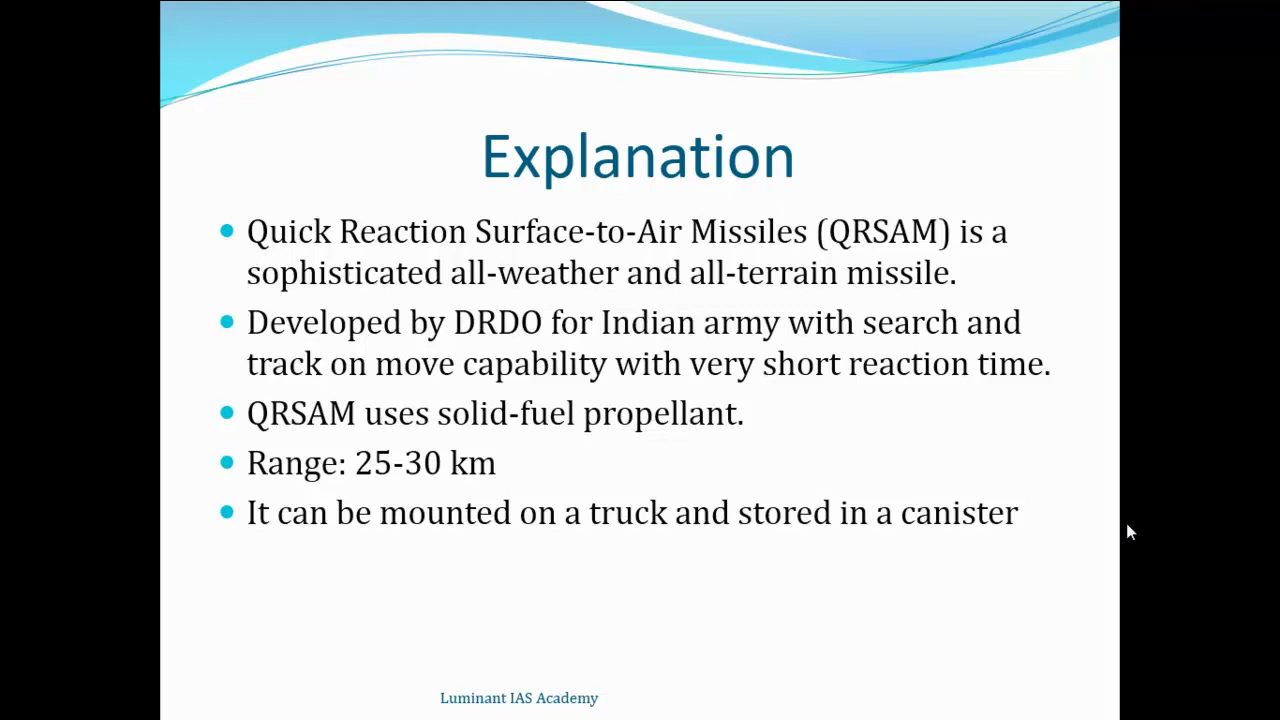 Explanation
• Quick Reaction Surface-to-Air Missiles (QRSAM) is a
sophisticated all-weather and all-terrain missile.
• Developed by DRDO for Indian army with search and
track on move capability with very short reaction time.
• QRSAM uses solid-fuel propellant.
• Range: 25-30 km
• It can be mounted on a truck and stored in a canister
Luminant IAS Academy